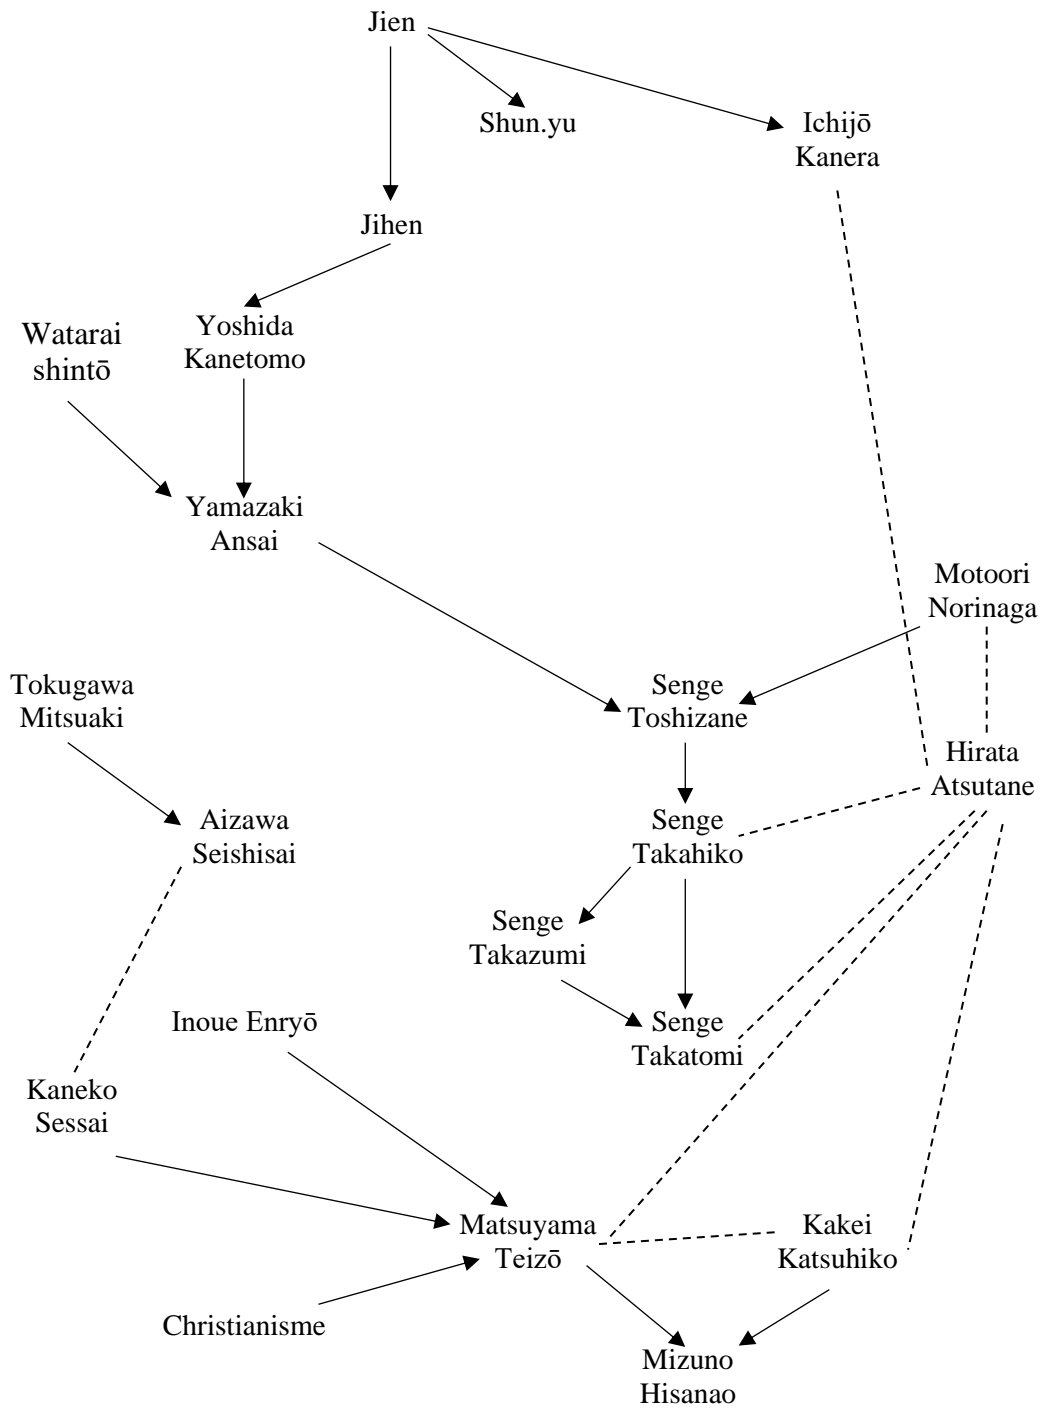 Jien
Shun.yu
Ichijō
Kanera
Jihen
Watarai
shintō
Yoshida
Kanetomo
Yamazaki
Ansai
Motoori
Norinaga
Tokugawa
Mitsuaki
Senge
Toshizane
Hirata
Atsutane
Aizawa
Seishisai
Senge
Takahiko
Senge
Takazumi
Inoue Enryō
Senge
Takatomi
Kaneko
Sessai
Matsuyama
Teizō
Kakei
Katsuhiko
Christianisme
Mizuno
Hisanao